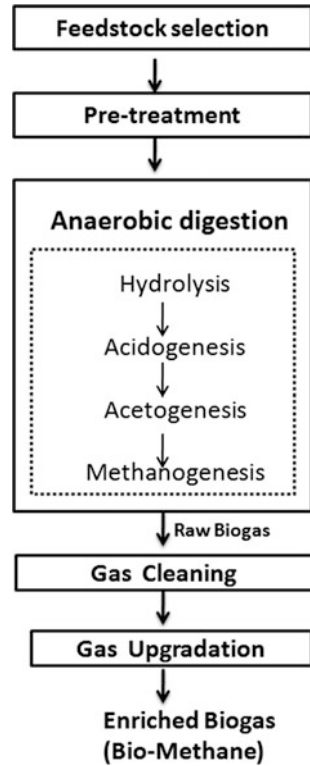 Feedstock selection
Pre-treatment
Anaerobic digestion
Hydrolysis
Acidogenesis
Acetogenesis
Methanogenesis
Raw Biogas
Gas Cleaning
Gas Upgradation
Enriched Biogas
(Bio-Methane)